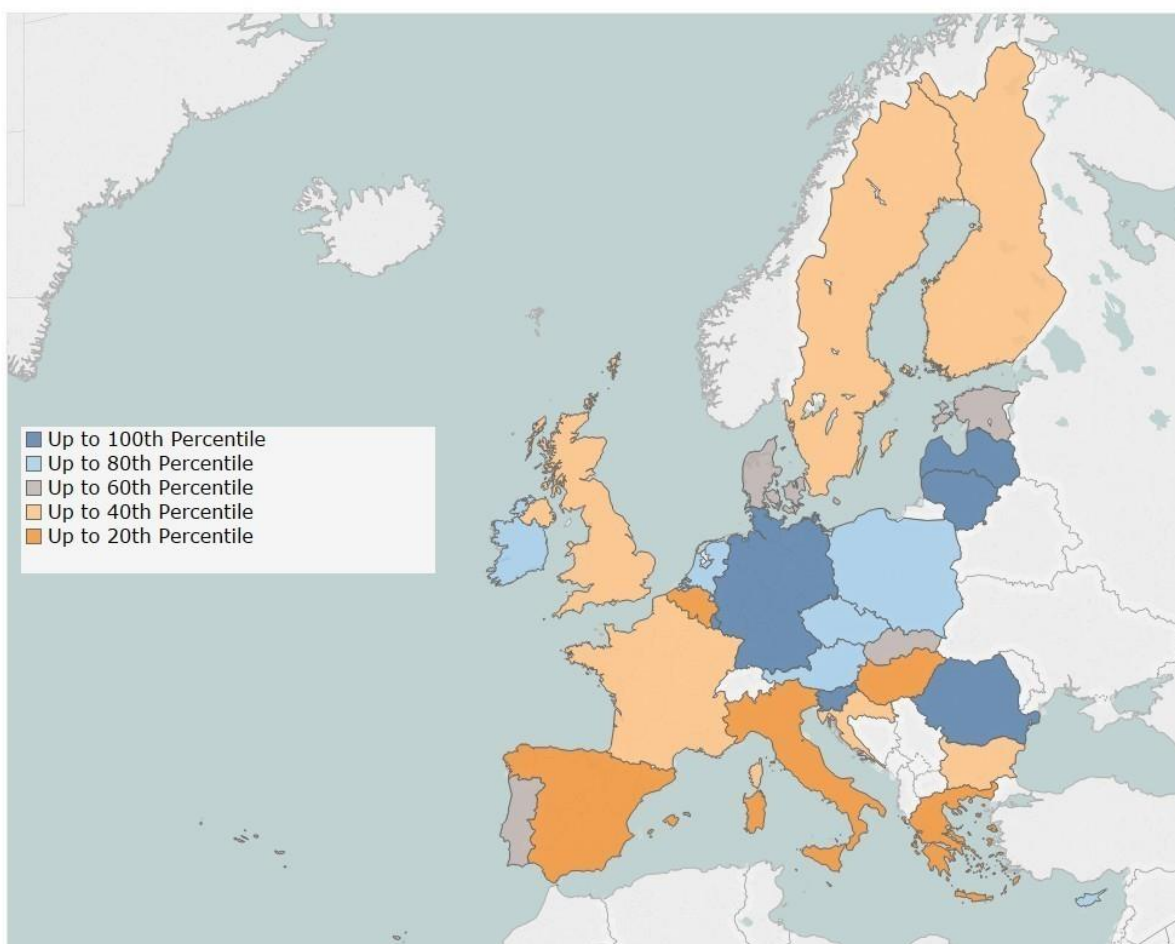 Up to 100th Percentile
Up to 80th Percentile
Up to 60th Percentile
Up to 40th Percentile
Up to 20th Percentile